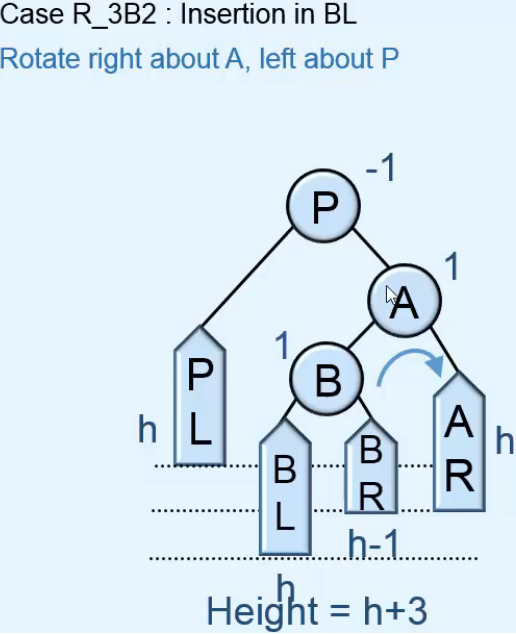 Case R_3B2 : Insertion in BL
Rotate right about A, left about P
-1
P
1
A
1
B
P
L
h
B
L
B
R
A
R
h
h-1
h
Height = h+3